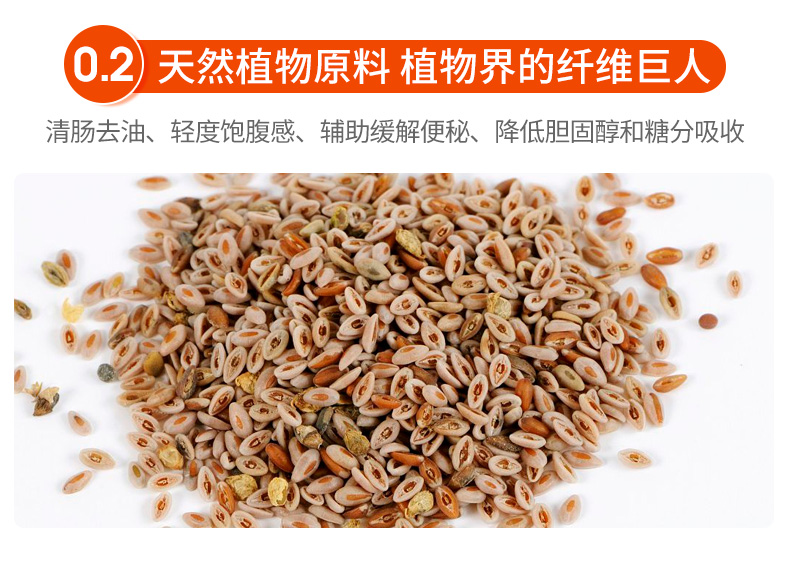 0.2 天然植物原料 植物界的纤维巨人
清肠去油、轻度饱腹感、辅助缓解便秘、降低胆固醇和糖分吸收